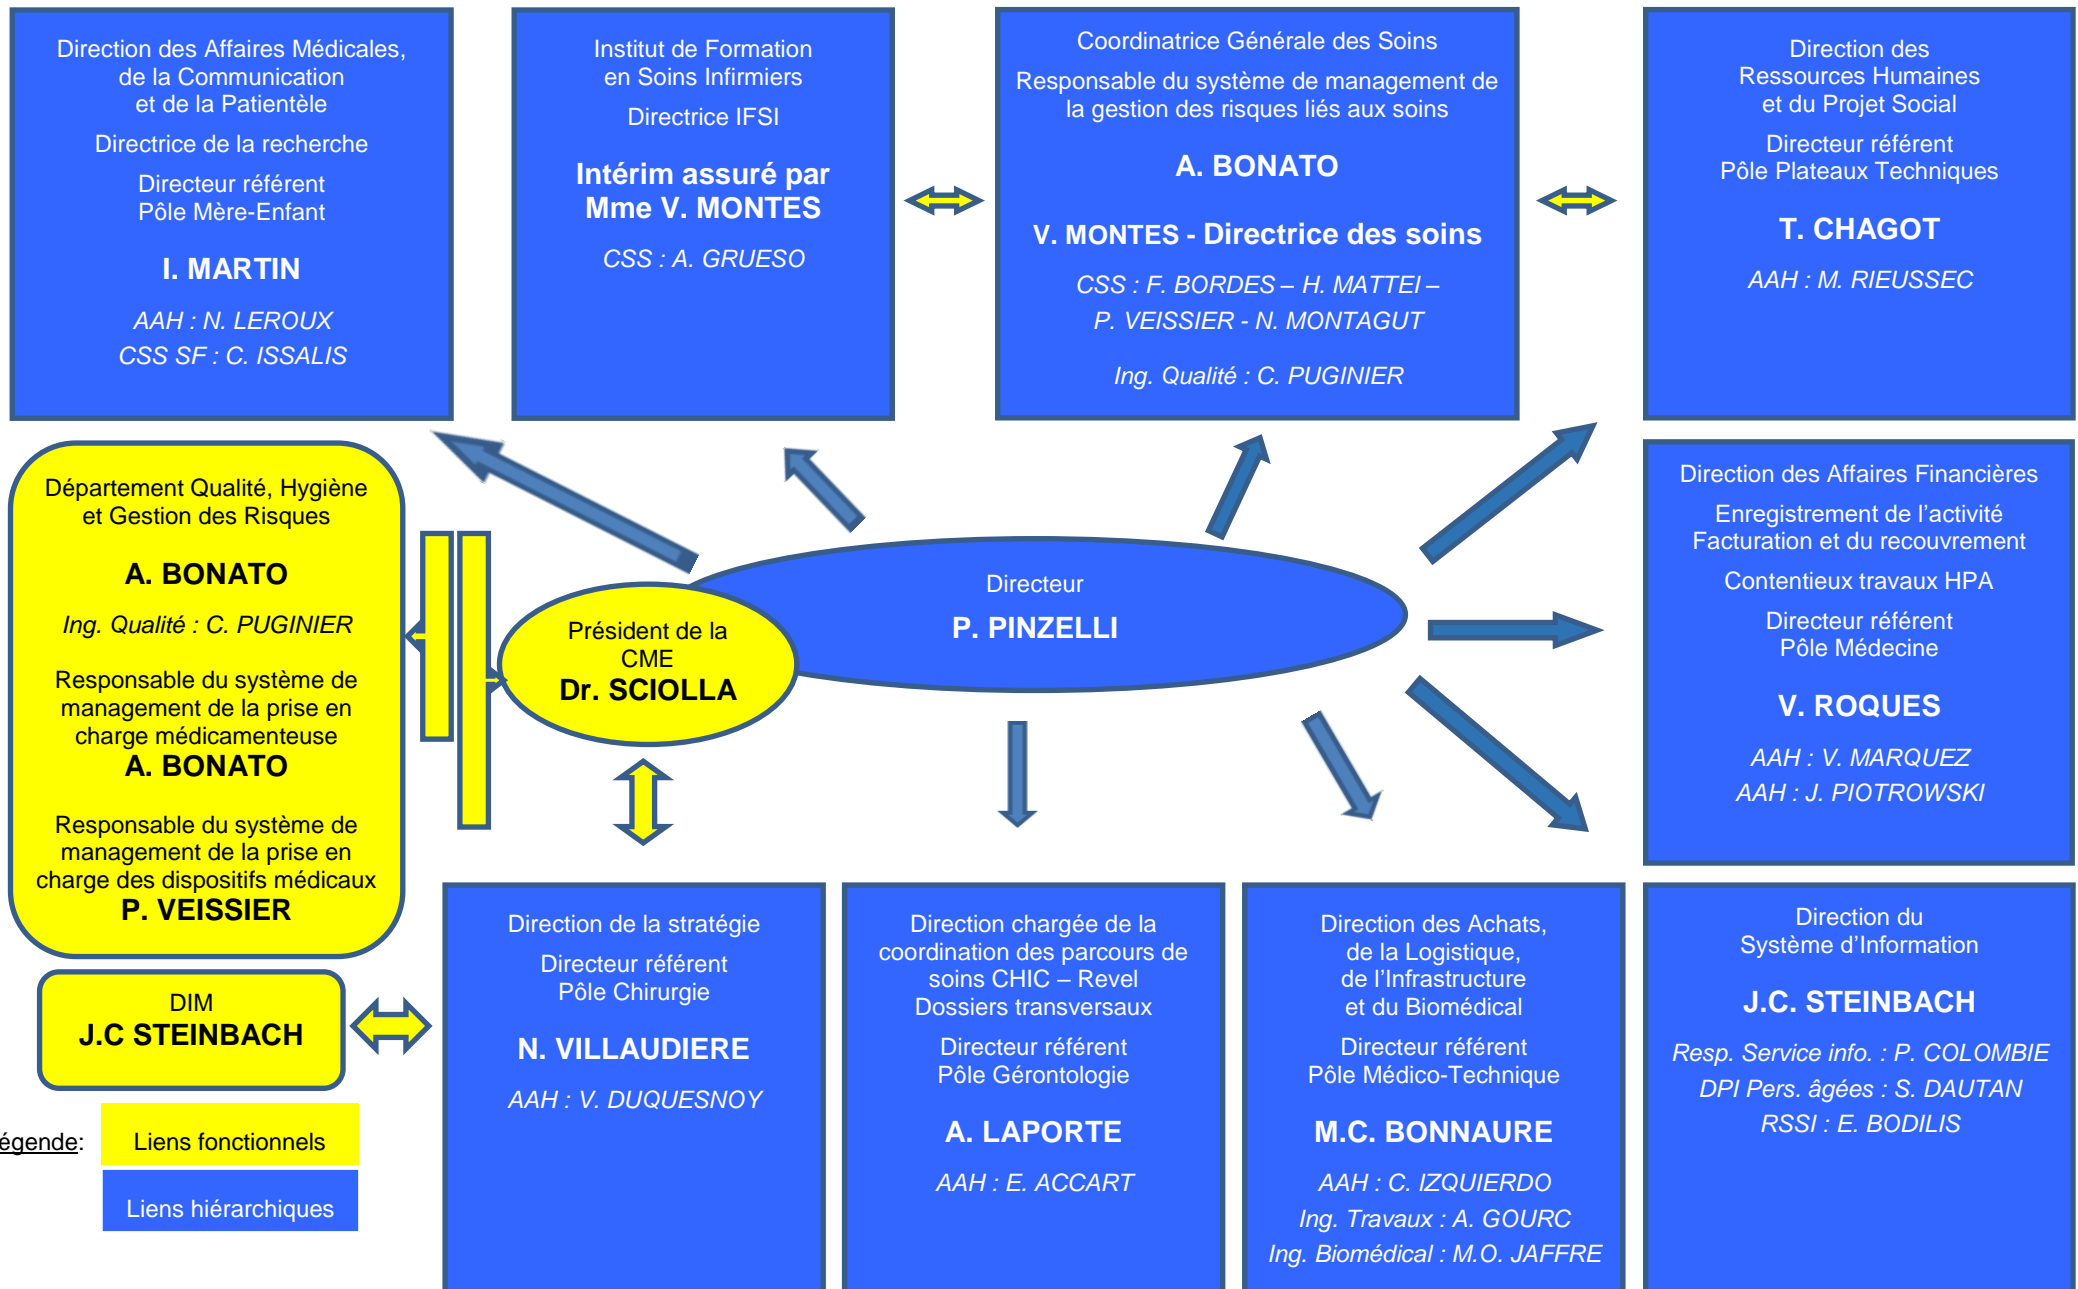 Direction des Affaires Médicales,
de la Communication
et de la Patientèle
Directrice de la recherche
Directeur référent
Pôle Mère-Enfant
I. MARTIN
AAH : N. LEROUX
CSS SF : C. ISSALIS
Institut de Formation
en Soins Infirmiers
Directrice IFSI
Intérim assuré par
Mme V. MONTES
CSS : A. GRUESO
Coordinatrice Générale des Soins
Responsable du système de management de
la gestion des risques liés aux soins
A. BONATO
V. MONTES - Directrice des soins
CSS : F. BORDES – H. MATTEI –
P. VEISSIER - N. MONTAGUT
Ing. Qualité : C. PUGINIER
Direction des
Ressources Humaines
et du Projet Social
Directeur référent
Pôle Plateaux Techniques
T. CHAGOT
AAH : M. RIEUSSEC
Département Qualité, Hygiène
et Gestion des Risques
A. BONATO
Ing. Qualité : C. PUGINIER
Responsable du système de
management de la prise en
charge médicamenteuse
A. BONATO
Responsable du système de
management de la prise en
charge des dispositifs médicaux
P. VEISSIER
Président de la
CME
Dr. SCIOLLA
Directeur
P. PINZELLI
Direction des Affaires Financières
Enregistrement de l’activité
Facturation et du recouvrement
Contentieux travaux HPA
Directeur référent
Pôle Médecine
V. ROQUES
AAH : V. MARQUEZ
AAH : J. PIOTROWSKI
DIM
J.C STEINBACH
Direction de la stratégie
Directeur référent
Pôle Chirurgie
N. VILLAUDIERE
AAH : V. DUQUESNOY
Direction chargée de la
coordination des parcours de
soins CHIC – Revel
Dossiers transversaux
Directeur référent
Pôle Gérontologie
A. LAPORTE
AAH : E. ACCART
Direction des Achats,
de la Logistique,
de l’Infrastructure
et du Biomédical
Directeur référent
Pôle Médico-Technique
M.C. BONNAURE
AAH : C. IZQUIERDO
Ing. Travaux : A. GOURC
Ing. Biomédical : M.O. JAFFRE
Direction du
Système d’Information
J.C. STEINBACH
Resp. Service info. : P. COLOMBIE
DPI Pers. âgées : S. DAUTAN
RSSI : E. BODILIS
égende:
Liens fonctionnels
Liens hiérarchiques